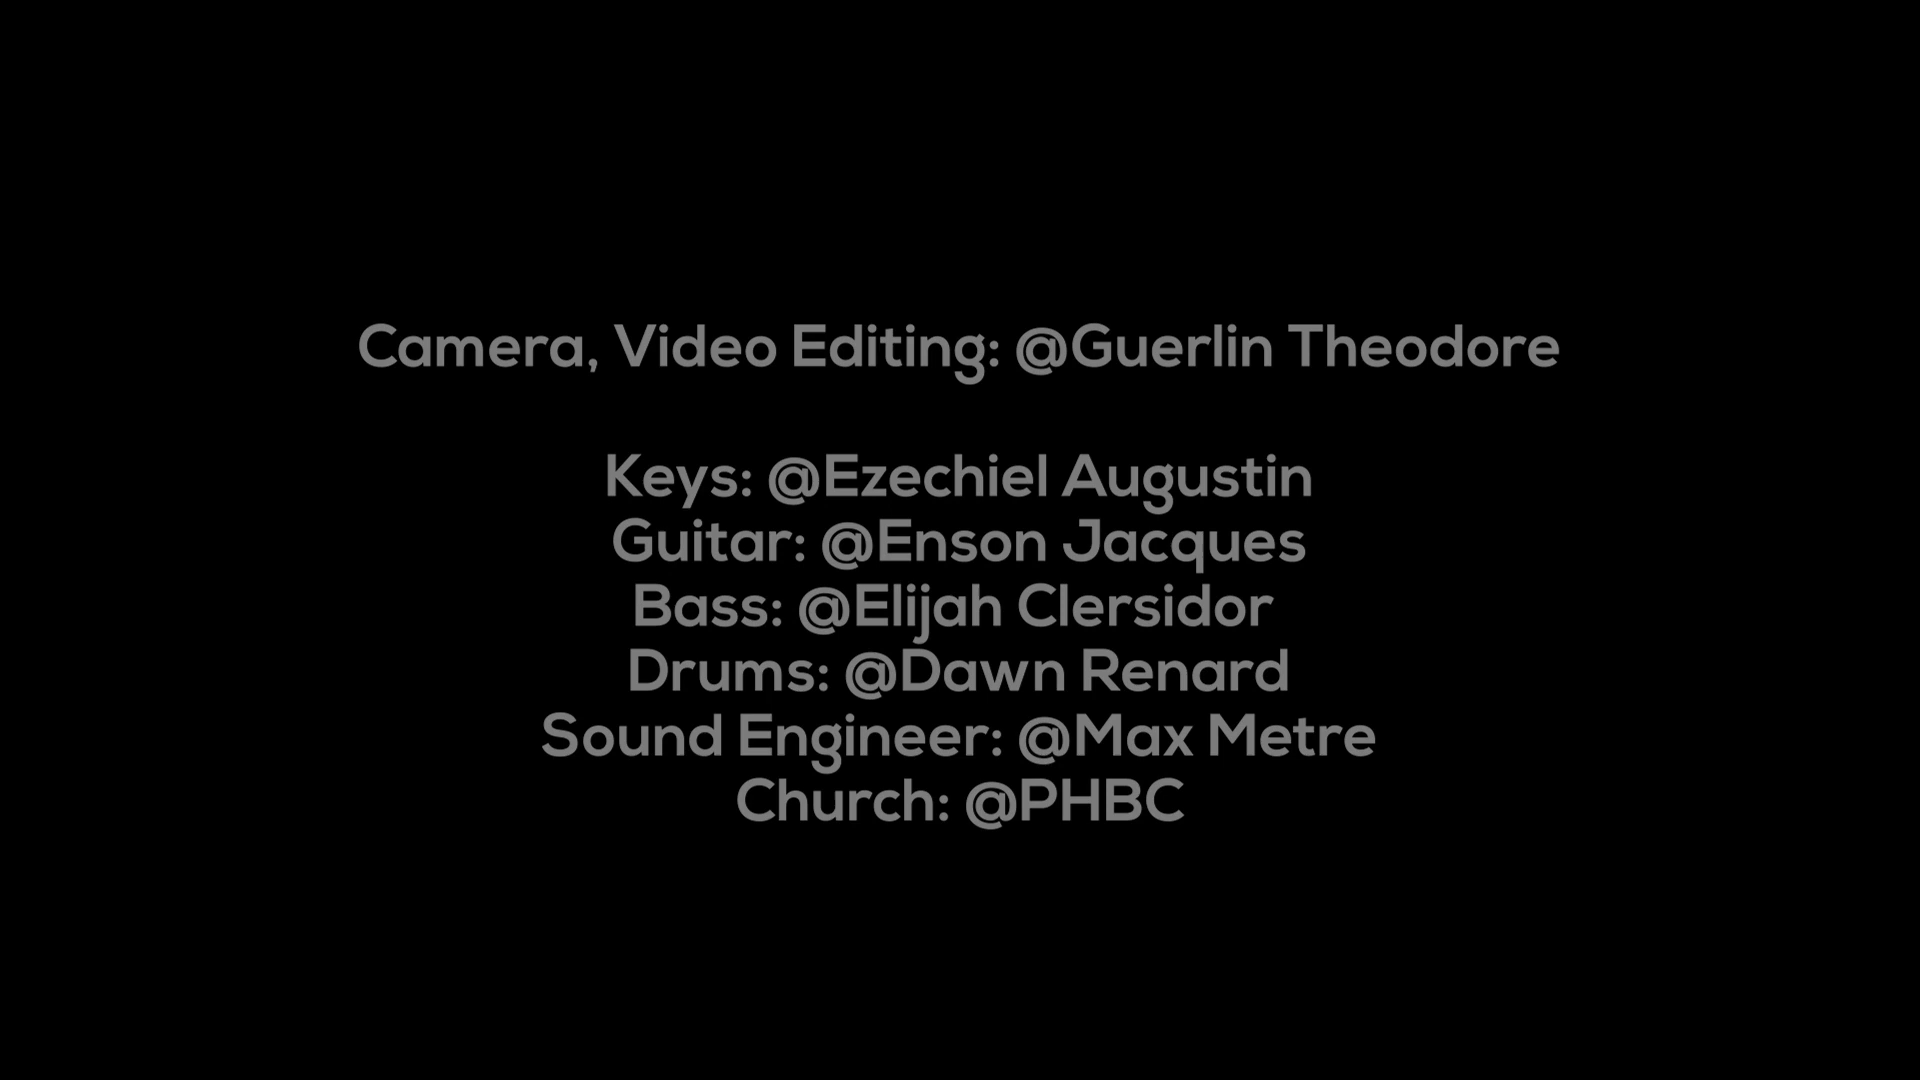 Camera, Video Editing: @Guerlin Theodore
Keys: @Ezechiel Augustin
Guitar: @Enson Jacques
Bass: @Elijah Clersidor
Drums: @Dawn Renard
Sound Engineer: @Max Metre
Church: @PHBC